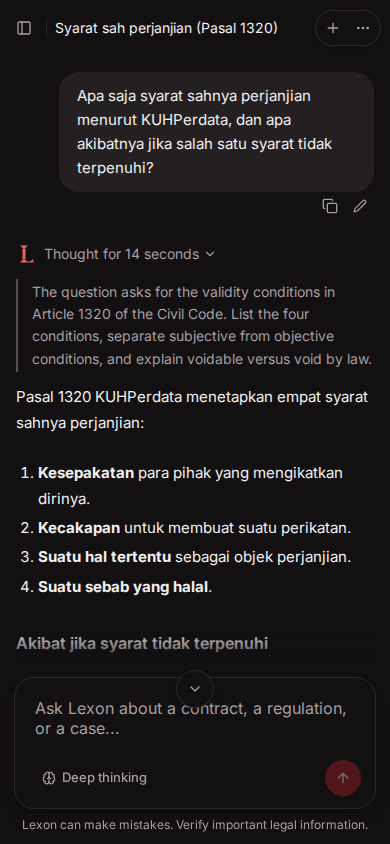 Syarat sah perjanjian (Pasal 1320)
Apa saja syarat sahnya perjanjian
menurut KUHPerdata, dan apa
akibatnya jika salah satu syarat tidak
terpenuhi?
L Thought for 14 seconds
The question asks for the validity conditions in
Article 1320 of the Civil Code. List the four
conditions, separate subjective from objective
conditions, and explain voidable versus void by law.
Pasal 1320 KUHPerdata menetapkan empat syarat
sahnya perjanjian:
1. Kesepakatan para pihak yang mengikatkan
dirinya.
2. Kecakapan untuk membuat suatu perikatan.
3. Suatu hal tertentu sebagai objek perjanjian.
4. Suatu sebab yang halal.
Akibat jika syarat tidak terpenuhi
Ask Lexon about a contract, a regulation,
or a case...
Deep thinking
Lexon can make mistakes. Verify important legal information.